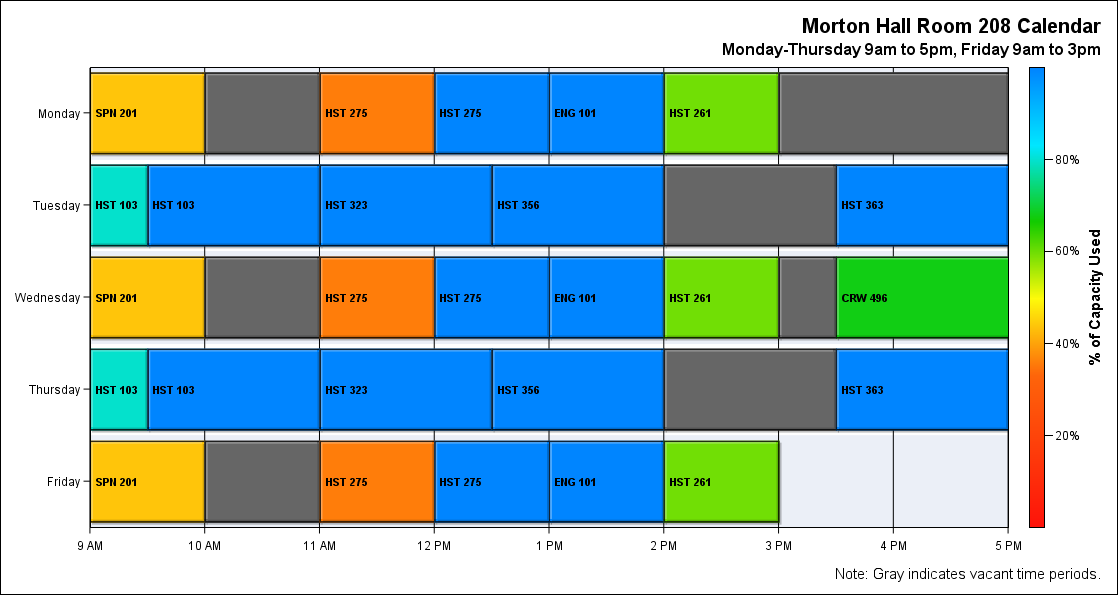 Morton Hall Room 208 Calendar
Monday-Thursday 9am to 5pm, Friday 9am to 3pm
Monday
SPN 201
HST 275
HST 275
ENG 101
HST 261
Tuesday
HST 103
HST 103
HST 323
HST 356
HST 363
Wednesday
SPN 201
HST 275
HST 275
ENG 101
HST 261
CRW 496
Thursday
HST 103
HST 103
HST 323
HST 356
HST 363
Friday
SPN 201
HST 275
HST 275
ENG 101
HST 261
9 AM
10 AM
11 AM
12 PM
1 PM
2 PM
3 PM
4 PM
5 PM
80%
60%
40%
20%
% of Capacity Used
Note: Gray indicates vacant time periods.